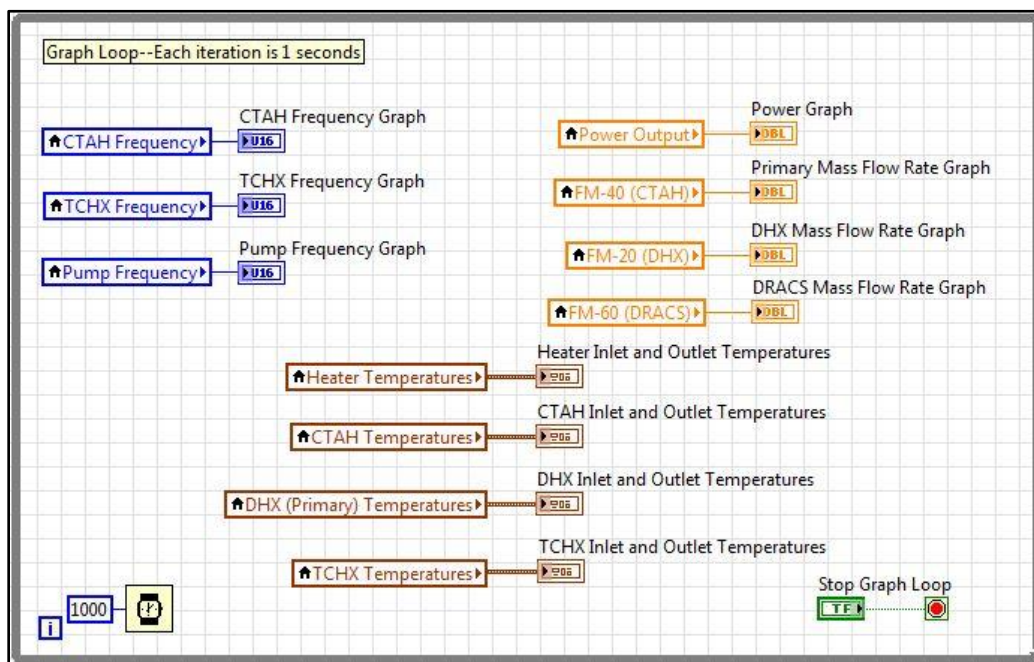 Graph Loop--Each iteration is 1 seconds
CTAH Frequency Graph
CTAH Frequency
U16
TCHX Frequency Graph
TCHX Frequency
U16
Pump Frequency Graph
Pump Frequency
U16
Power Graph
Power Output
DBL
Primary Mass Flow Rate Graph
FM-40 (CTAH)
DBL
DHX Mass Flow Rate Graph
FM-20 (DHX)
DBL
DRACS Mass Flow Rate Graph
FM-60 (DRACS)
DBL
Heater Inlet and Outlet Temperatures
Heater Temperatures
CTAH Inlet and Outlet Temperatures
CTAH Temperatures
DHX Inlet and Outlet Temperatures
DHX (Primary) Temperatures
TCHX Inlet and Outlet Temperatures
TCHX Temperatures
1000
i
Stop Graph Loop
TF